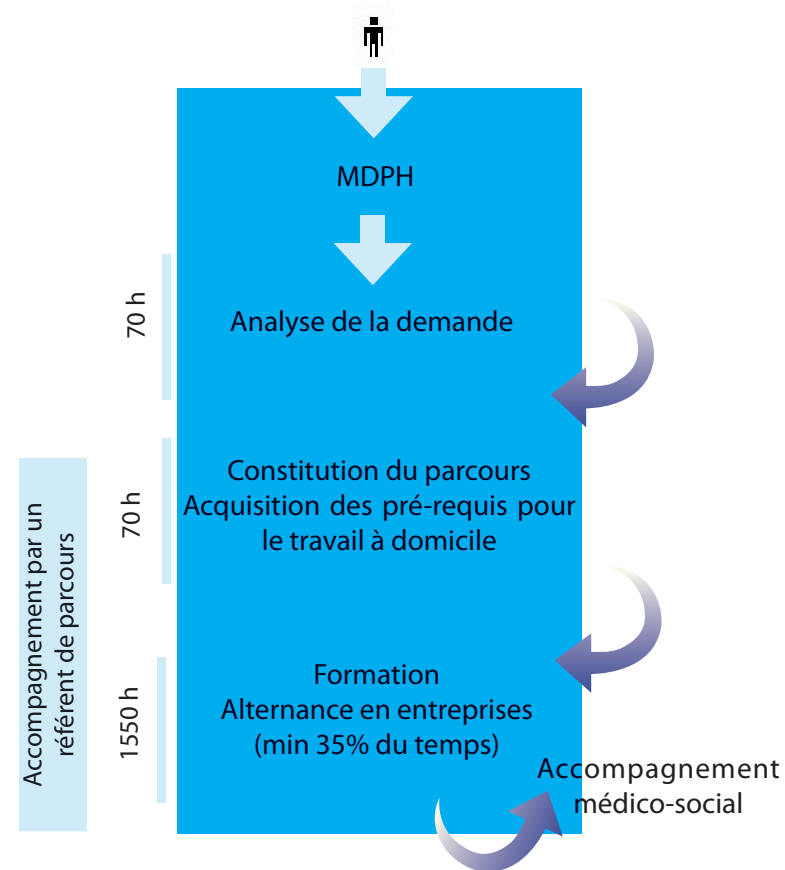 MDPH
70 h
Analyse de la demande
70 h
Constitution du parcours
Acquisition des pré-requis pour
le travail à domicile
Accompagnement par un
référent de parcours
1550 h
Formation
Alternance en entreprises
(min 35% du temps)
Accompagnement
médico-social